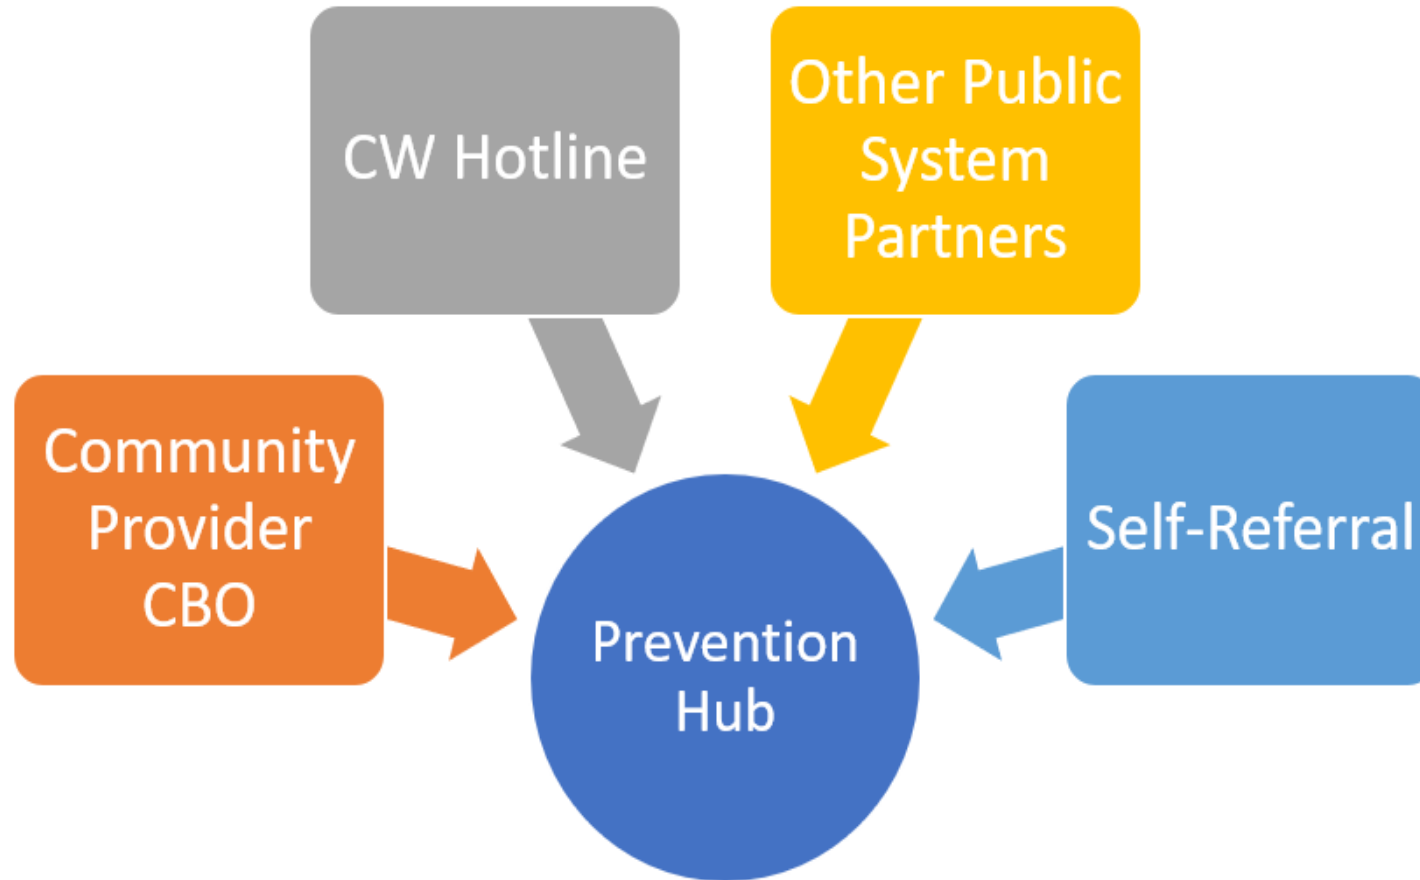 CW Hotline
Other Public
System
Partners
Community
Provider
CBO
Self-Referral
Prevention
Hub